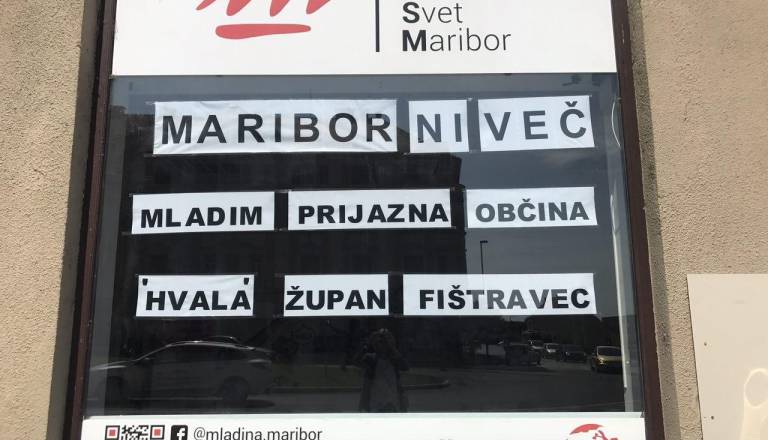 Svet
Maribor
MARIBOR NI VEČ
MLADIM PRIJAZNA OBČINA
"HVALA" ŽUPAN FIŠTRAVEC
@mladina.maribor